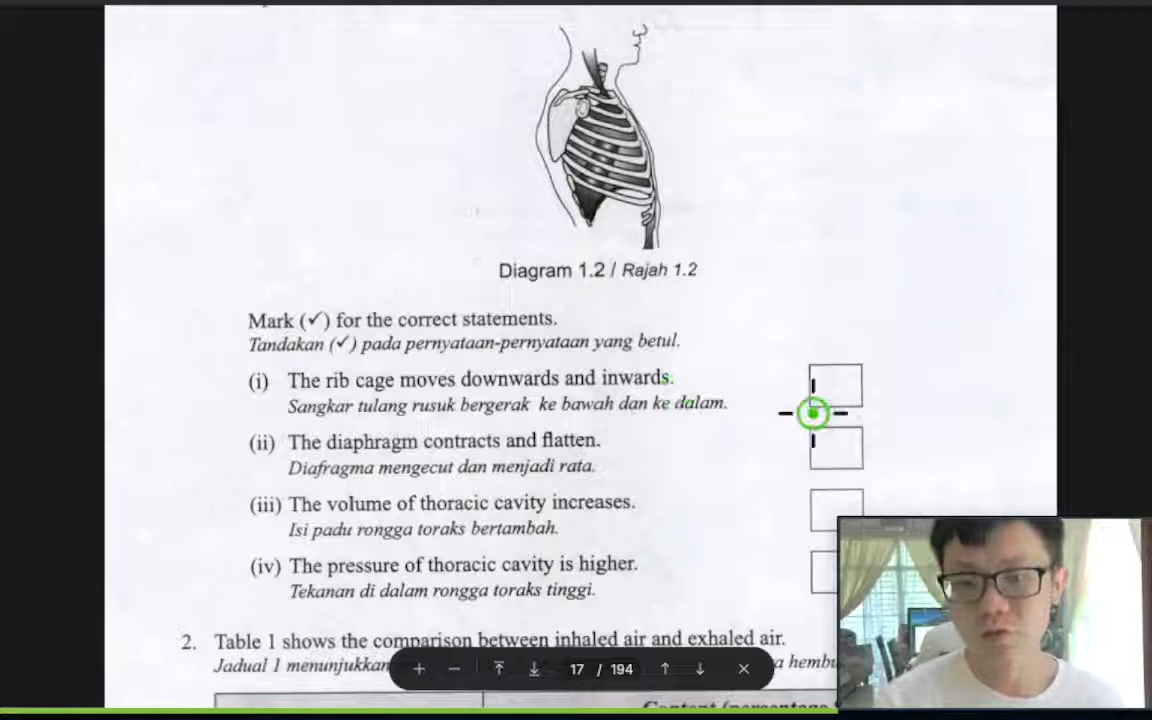 Diagram 1.2 / Rajah 1.2
Mark (✓) for the correct statements.
Tandakan (✓) pada pernyataan-pernyataan yang betul.
(i) The rib cage moves downwards and inwards.
Sangkar tulang rusuk bergerak ke bawah dan ke dalam.
(ii) The diaphragm contracts and flatten.
Diafragma mengecut dan menjadi rata.
(iii) The volume of thoracic cavity increases.
Isi padu rongga toraks bertambah.
(iv) The pressure of thoracic cavity is higher.
Tekanan di dalam rongga toraks tinggi.
2. Table 1 shows the comparison between inhaled air and exhaled air.
Jadual 1 menunjukkan
17 / 194